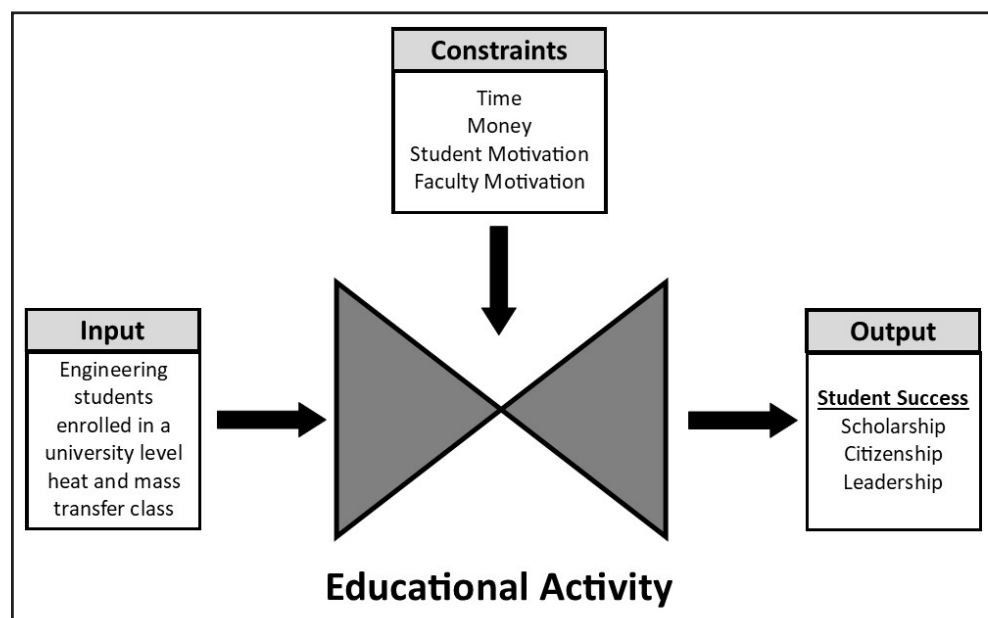 Constraints
Time
Money
Student Motivation
Faculty Motivation
Input
Engineering
students
enrolled in a
university level
heat and mass
transfer class
Output
Student Success
Scholarship
Citizenship
Leadership
Educational Activity